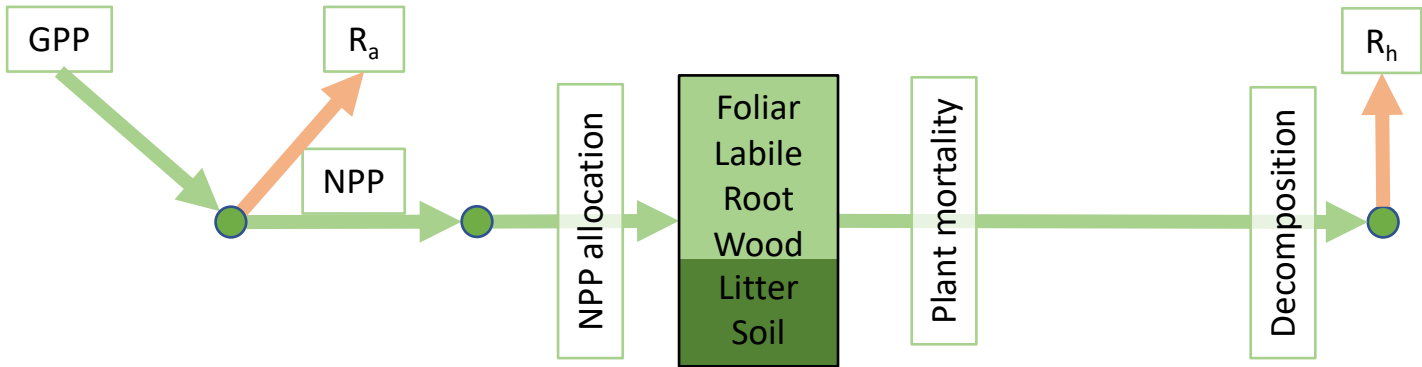 GPP
Ra
NPP
NPP allocation
Foliar
Labile
Root
Wood
Litter
Soil
Plant mortality
Decomposition
Rh